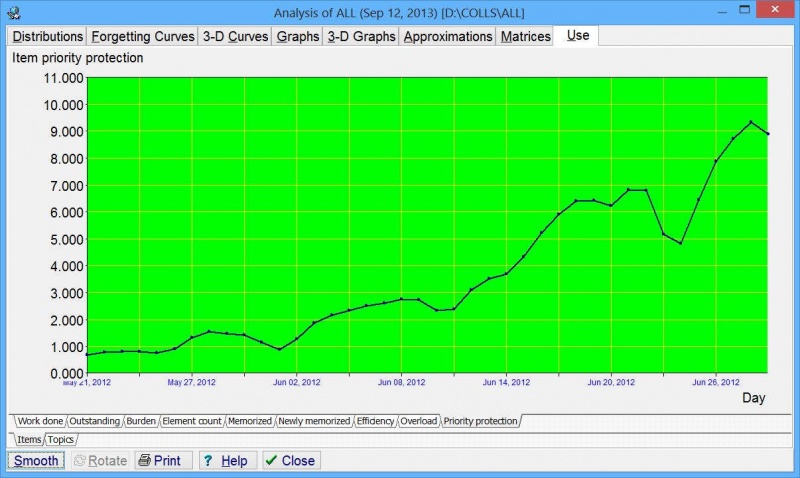 Analysis of ALL (Sep 12, 2013) [D:\COLLS\ALL]
Distributions Forgetting Curves 3-D Curves Graphs 3-D Graphs Approximations Matrices Use
Item priority protection
11.000
10.000
9.000
8.000
7.000
6.000
5.000
4.000
3.000
2.000
1.000
0.000
May 21, 2012 May 27, 2012 Jun 02, 2012 Jun 08, 2012 Jun 14, 2012 Jun 20, 2012 Jun 26, 2012
Day
Work done Outstanding Burden Element count Memorized Newly memorized Efficiency Overload Priority protection
Items Topics
Smooth Rotate Print ? Help Close